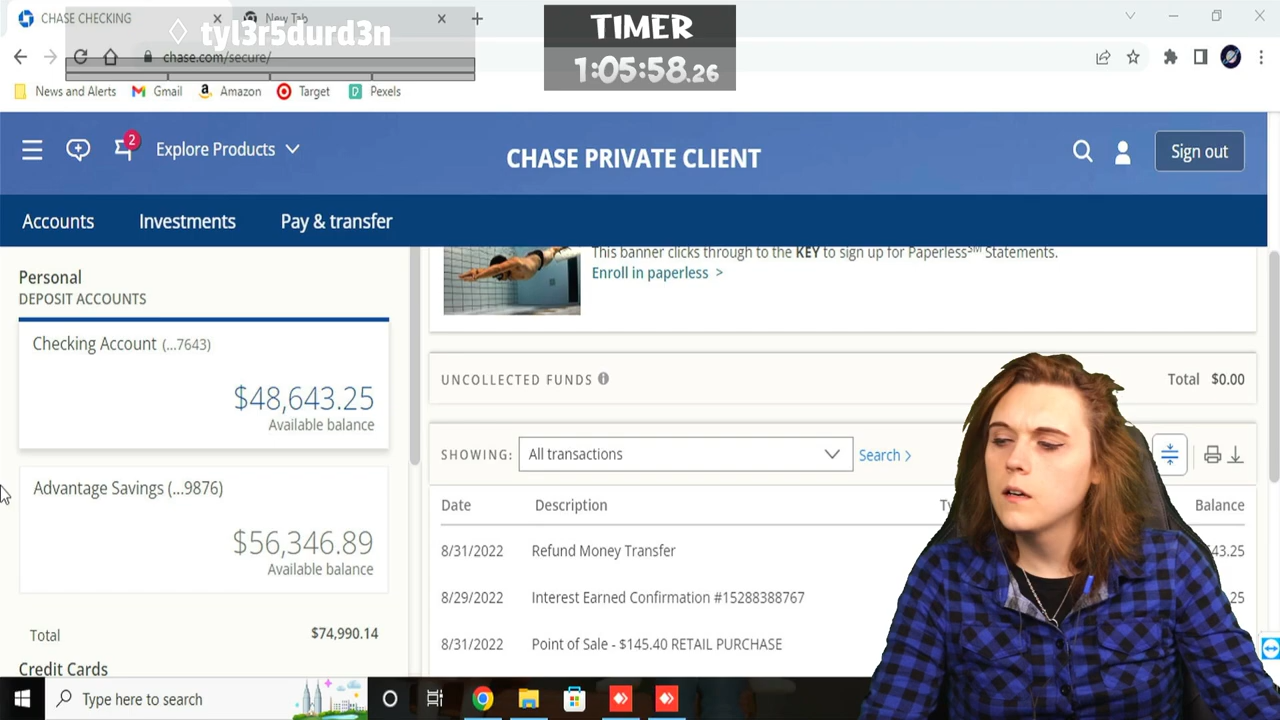 CHASE CHECKING
New Tab
tyl3r5durd3n
TIMER
1:05:58.26
chase.com/secure/
News and Alerts Gmail Amazon Target Pexels
2
Explore Products
CHASE PRIVATE CLIENT
Sign out
Accounts Investments Pay & transfer
This banner clicks through to the KEY to sign up for Paperless℠ Statements.
Enroll in paperless >
Personal
DEPOSIT ACCOUNTS
Checking Account (...7643)
$48,643.25
Available balance
Advantage Savings (...9876)
$56,346.89
Available balance
Total $74,990.14
Credit Cards
UNCOLLECTED FUNDS Total $0.00
SHOWING: All transactions Search >
Date Description Balance
8/31/2022 Refund Money Transfer 43.25
8/29/2022 Interest Earned Confirmation #15288388767 25
8/31/2022 Point of Sale - $145.40 RETAIL PURCHASE
Type here to search